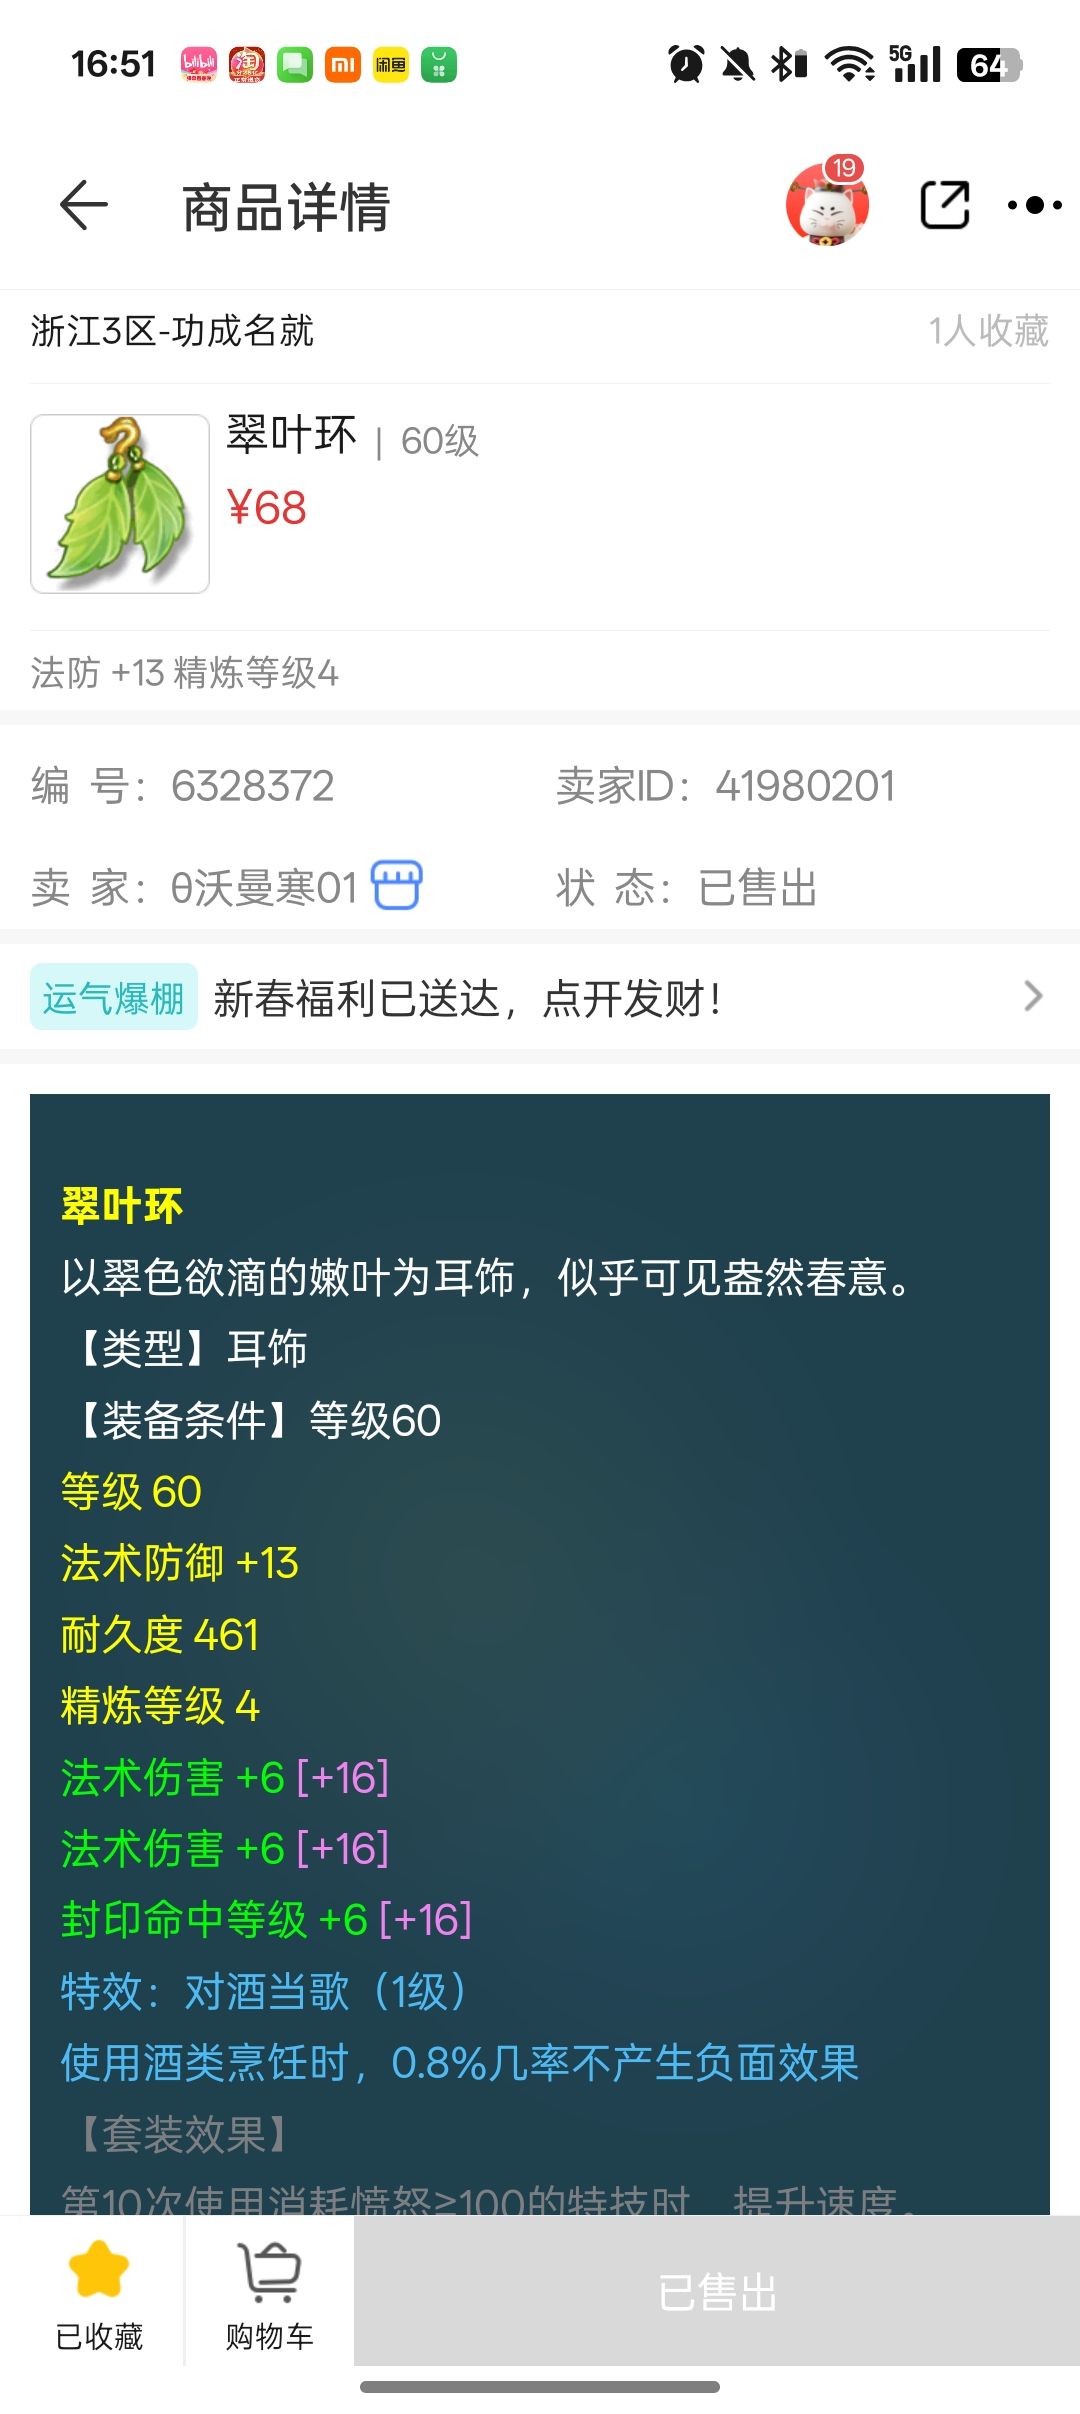 16:51
bilibili 淘 mi 闲鱼
5G 64
商品详情
19
浙江3区-功成名就
1人收藏
翠叶环 | 60级
¥68
法防 +13 精炼等级4
编 号：6328372
卖家ID：41980201
卖 家：θ沃曼寒01
状 态：已售出
运气爆棚 新春福利已送达，点开发财！
翠叶环
以翠色欲滴的嫩叶为耳饰，似乎可见盎然春意。
【类型】耳饰
【装备条件】等级60
等级 60
法术防御 +13
耐久度 461
精炼等级 4
法术伤害 +6 [+16]
法术伤害 +6 [+16]
封印命中等级 +6 [+16]
特效：对酒当歌（1级）
使用酒类烹饪时，0.8%几率不产生负面效果
【套装效果】
第10次使用消耗愤怒≥100的特技时，提升速度。
已收藏
购物车
已售出